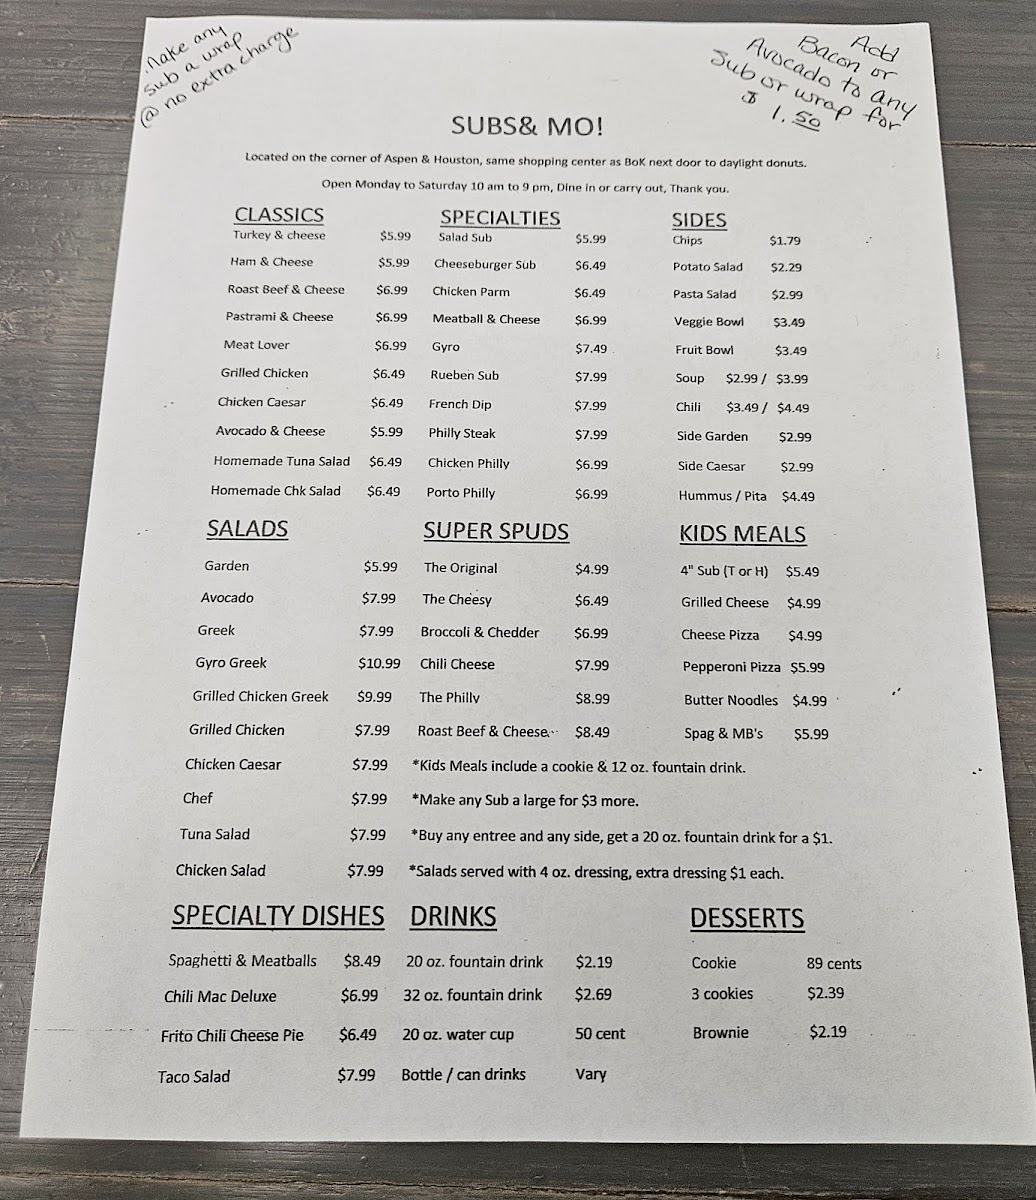 Make any
sub a wrap
@ no extra charge
Add
Bacon or
Avocado to any
Sub or wrap for
$ 1.50
SUBS& MO!
Located on the corner of Aspen & Houston, same shopping center as BoK next door to daylight donuts.
Open Monday to Saturday 10 am to 9 pm, Dine in or carry out, Thank you.
CLASSICS
Turkey & cheese $5.99
Ham & Cheese $5.99
Roast Beef & Cheese $6.99
Pastrami & Cheese $6.99
Meat Lover $6.99
Grilled Chicken $6.49
Chicken Caesar $6.49
Avocado & Cheese $5.99
Homemade Tuna Salad $6.49
Homemade Chk Salad $6.49
SPECIALTIES
Salad Sub $5.99
Cheeseburger Sub $6.49
Chicken Parm $6.49
Meatball & Cheese $6.99
Gyro $7.49
Rueben Sub $7.99
French Dip $7.99
Philly Steak $7.99
Chicken Philly $6.99
Porto Philly $6.99
SIDES
Chips $1.79
Potato Salad $2.29
Pasta Salad $2.99
Veggie Bowl $3.49
Fruit Bowl $3.49
Soup $2.99 / $3.99
Chili $3.49 / $4.49
Side Garden $2.99
Side Caesar $2.99
Hummus / Pita $4.49
SALADS
Garden $5.99
Avocado $7.99
Greek $7.99
Gyro Greek $10.99
Grilled Chicken Greek $9.99
Grilled Chicken $7.99
Chicken Caesar $7.99
Chef $7.99
Tuna Salad $7.99
Chicken Salad $7.99
SUPER SPUDS
The Original $4.99
The Cheesy $6.49
Broccoli & Chedder $6.99
Chili Cheese $7.99
The Philly $8.99
Roast Beef & Cheese $8.49
KIDS MEALS
4" Sub (T or H) $5.49
Grilled Cheese $4.99
Cheese Pizza $4.99
Pepperoni Pizza $5.99
Butter Noodles $4.99
Spag & MB's $5.99
*Kids Meals include a cookie & 12 oz. fountain drink.
*Make any Sub a large for $3 more.
*Buy any entree and any side, get a 20 oz. fountain drink for a $1.
*Salads served with 4 oz. dressing, extra dressing $1 each.
SPECIALTY DISHES
Spaghetti & Meatballs $8.49
Chili Mac Deluxe $6.99
Frito Chili Cheese Pie $6.49
Taco Salad $7.99
DRINKS
20 oz. fountain drink $2.19
32 oz. fountain drink $2.69
20 oz. water cup 50 cent
Bottle / can drinks Vary
DESSERTS
Cookie 89 cents
3 cookies $2.39
Brownie $2.19